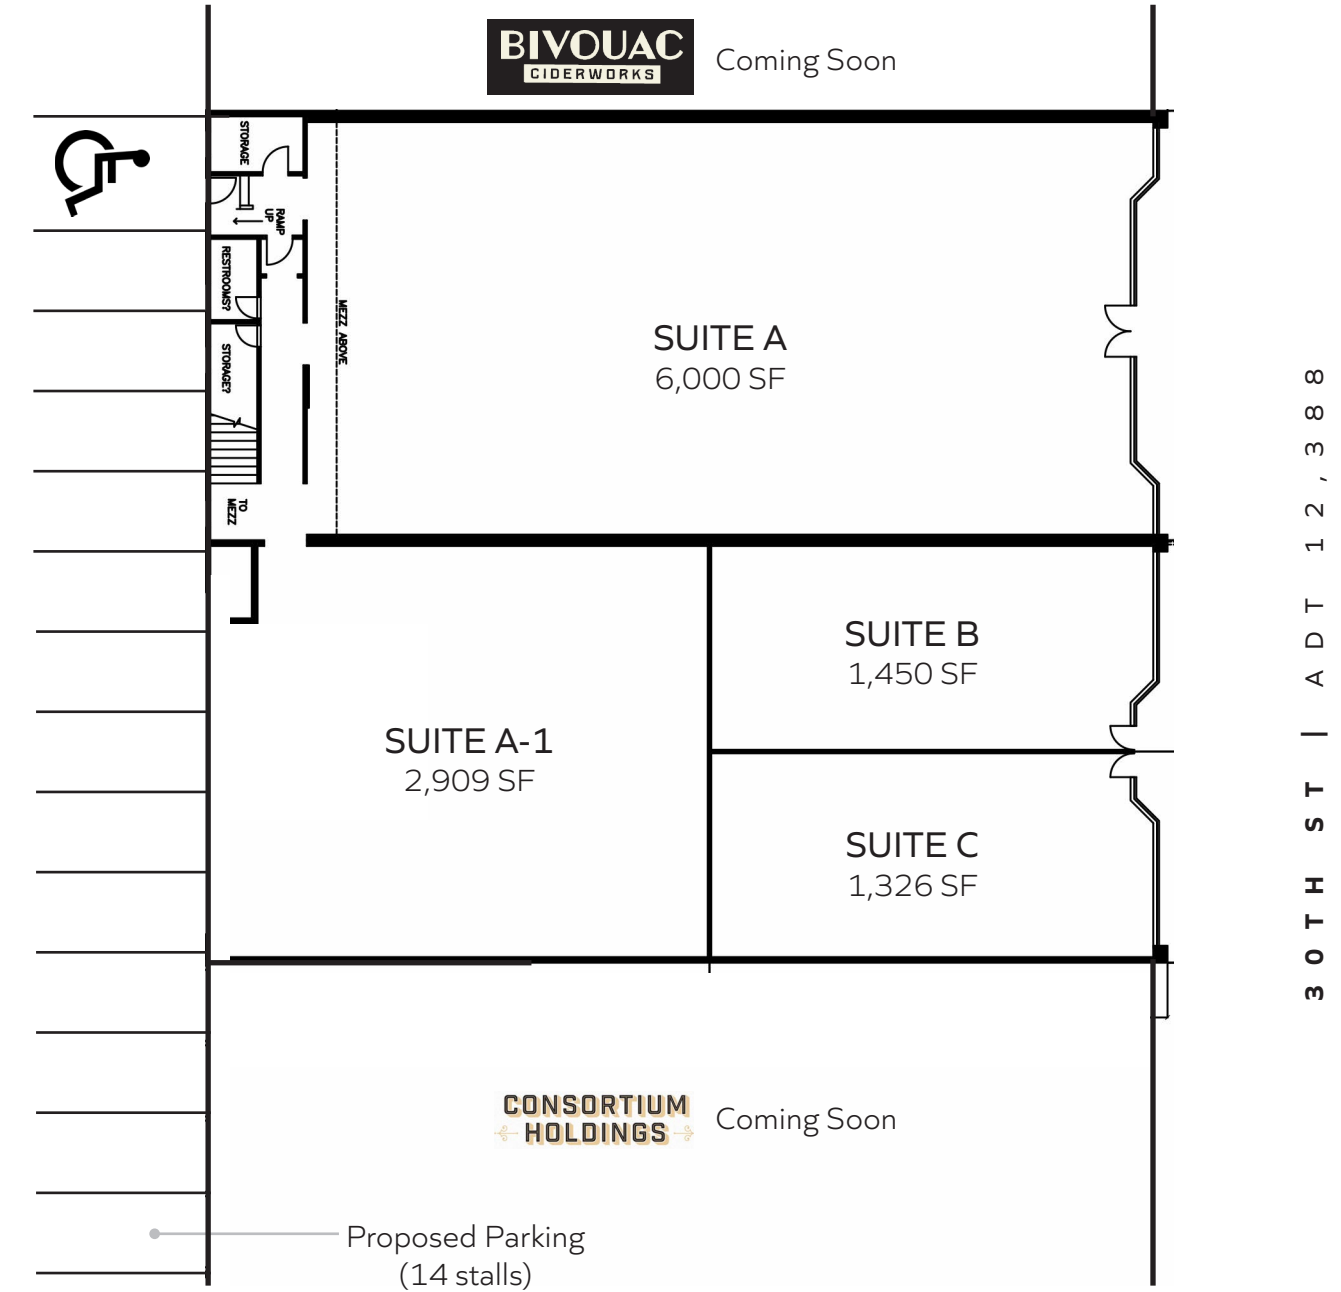 BIVOUAC
CIDERWORKS
Coming Soon
STORAGE
RAMP
UP
RESTROOMS?
STORAGE?
TO
MEZZ
MEZZ ABOVE
SUITE A
6,000 SF
SUITE B
1,450 SF
SUITE A-1
2,909 SF
SUITE C
1,326 SF
30TH ST | ADT 12,388
CONSORTIUM
HOLDINGS
Coming Soon
Proposed Parking
(14 stalls)